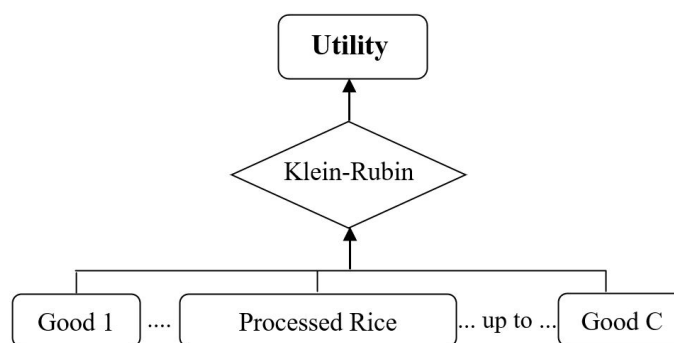 Utility
Klein-Rubin
Good 1 .... Processed Rice ... up to ... Good C